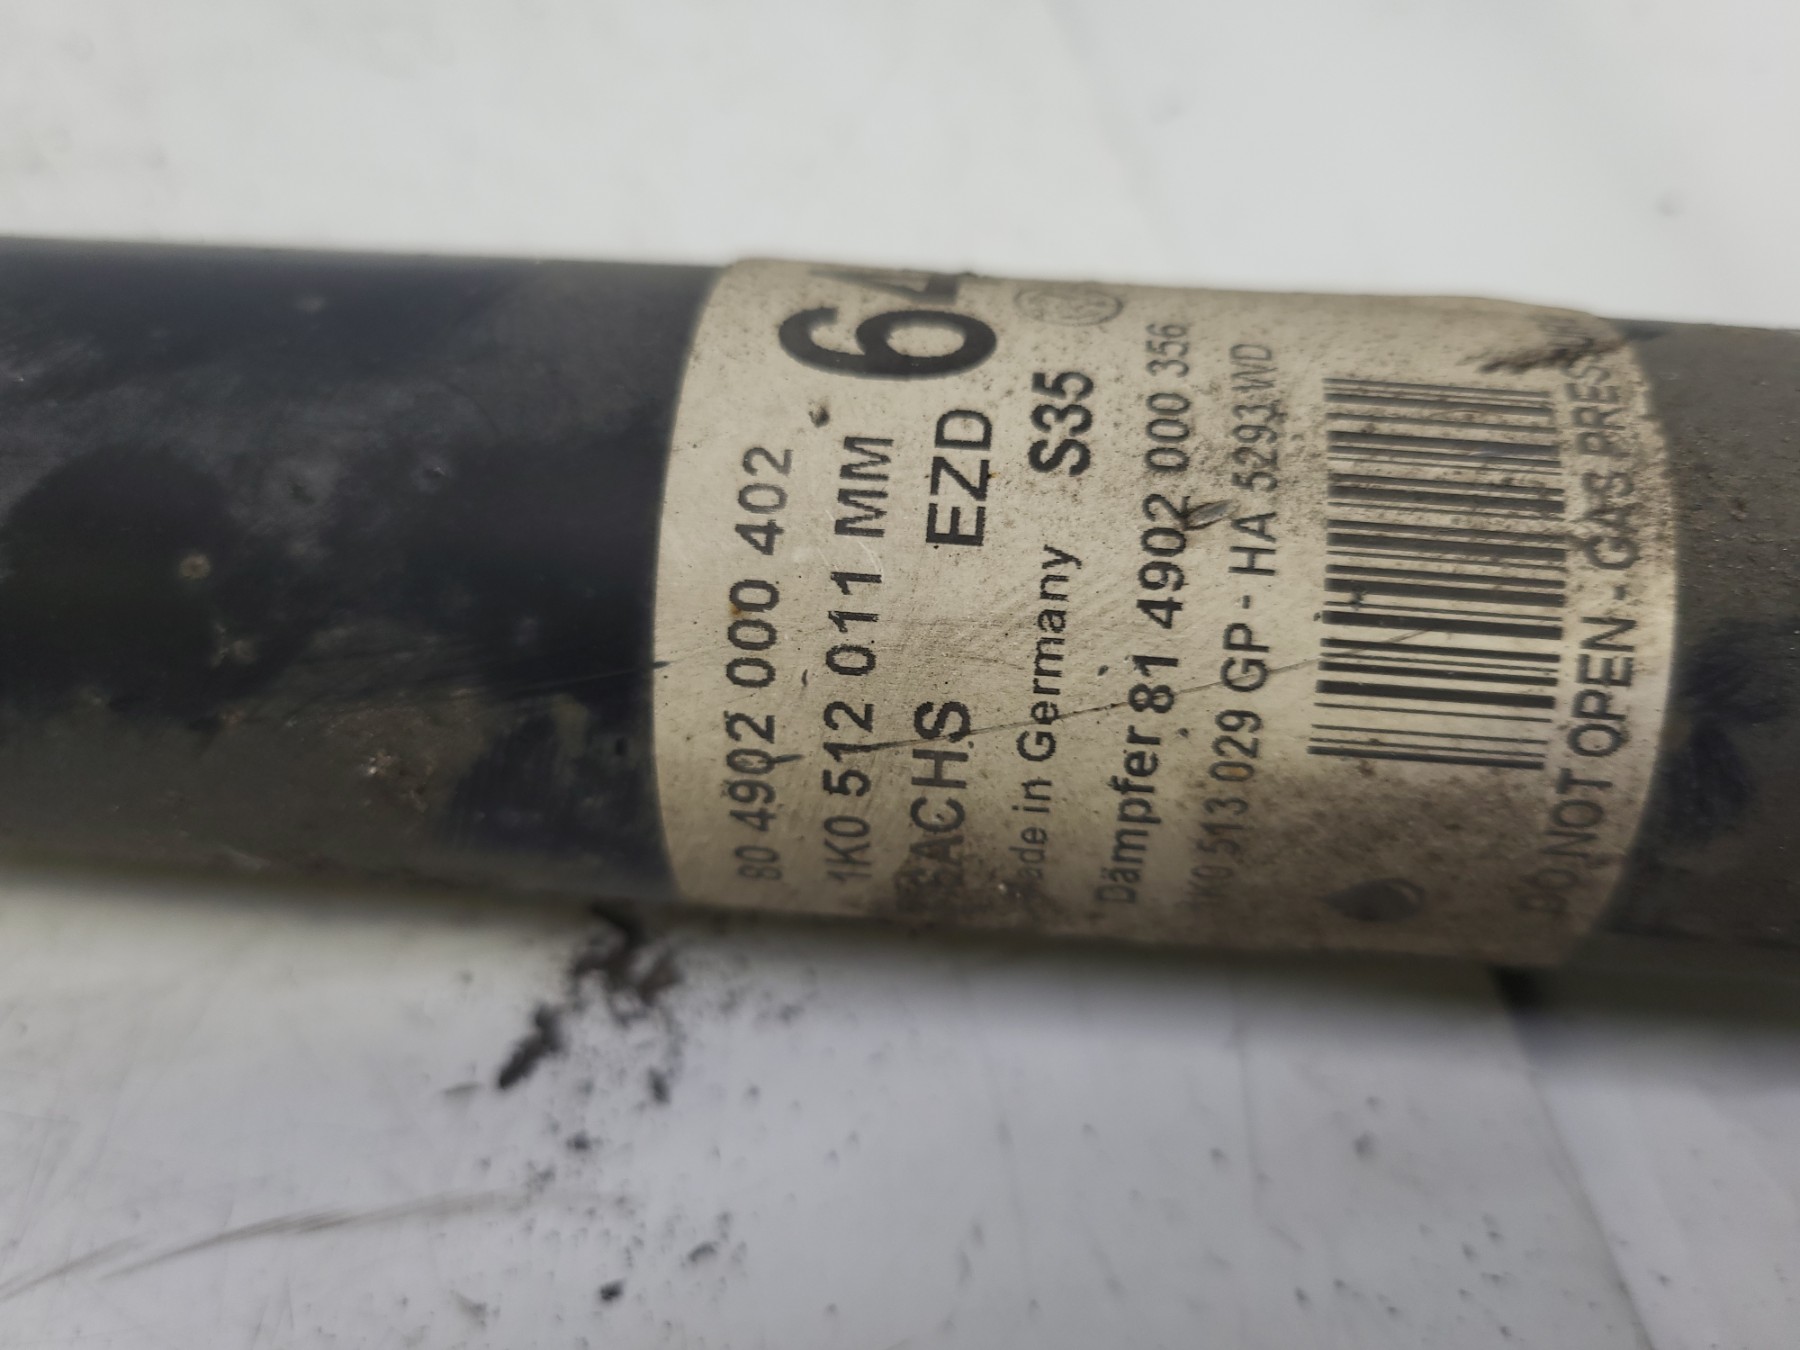 80 4902 000 402
1K0 512 011 MM 64
SACHS EZD
Made in Germany S35
Dämpfer 81 4902 000 356
1K0 513 029 GP - HA 5293 WD
DO NOT OPEN - GAS PRESSURE